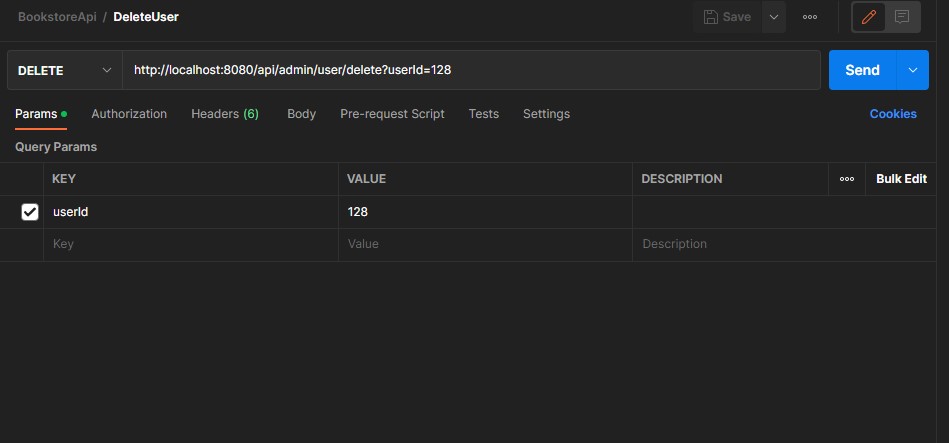 BookstoreApi / DeleteUser
Save
DELETE
http://localhost:8080/api/admin/user/delete?userId=128
Send
Params
Authorization
Headers (6)
Body
Pre-request Script
Tests
Settings
Cookies
Query Params
KEY VALUE DESCRIPTION Bulk Edit
userId 128
Key Value Description